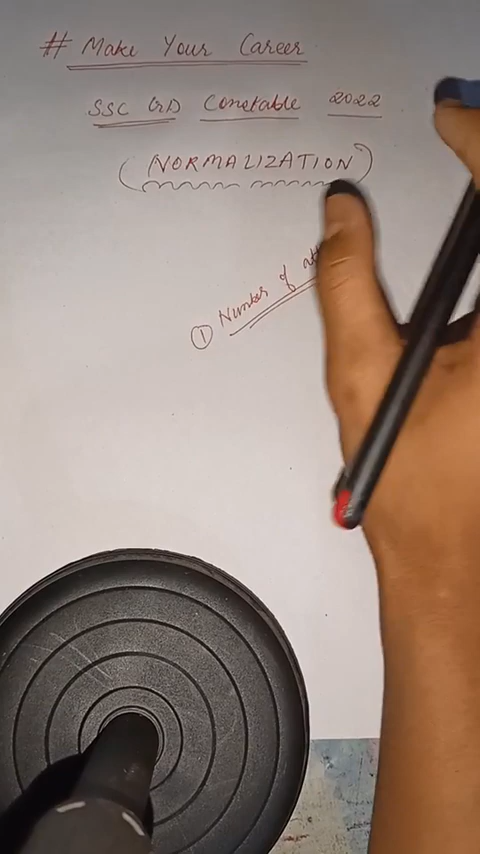 # Make Your Career
SSC GD Constable 2022
(NORMALIZATION)
① Number of